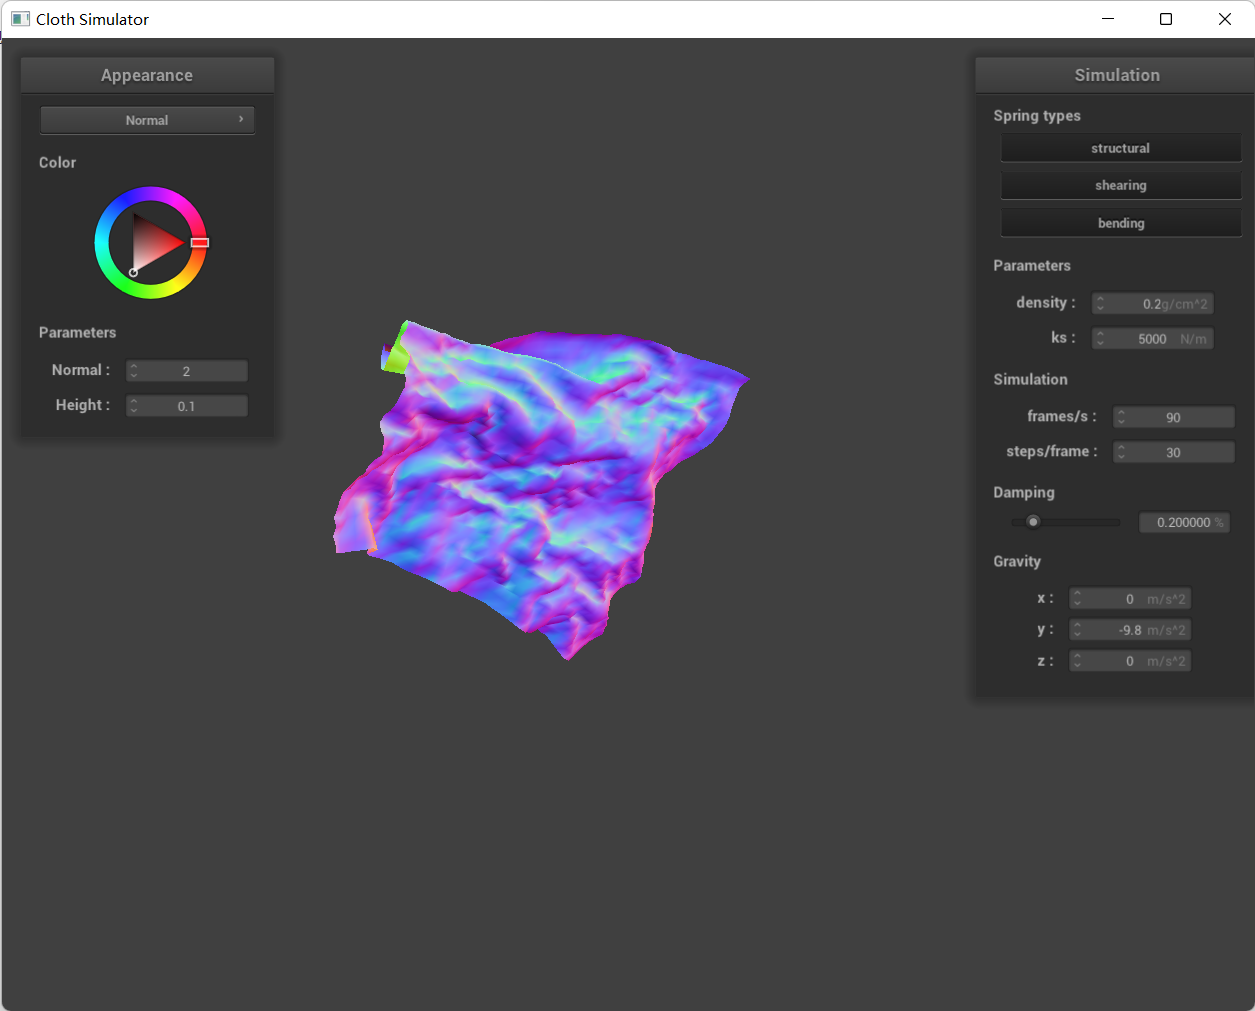 Cloth Simulator
Appearance
Normal
Color
Parameters
Normal : 2
Height : 0.1
Simulation
Spring types
structural
shearing
bending
Parameters
density : 0.2g/cm^2
ks : 5000 N/m
Simulation
frames/s : 90
steps/frame : 30
Damping
0.200000 %
Gravity
x : 0 m/s^2
y : -9.8 m/s^2
z : 0 m/s^2